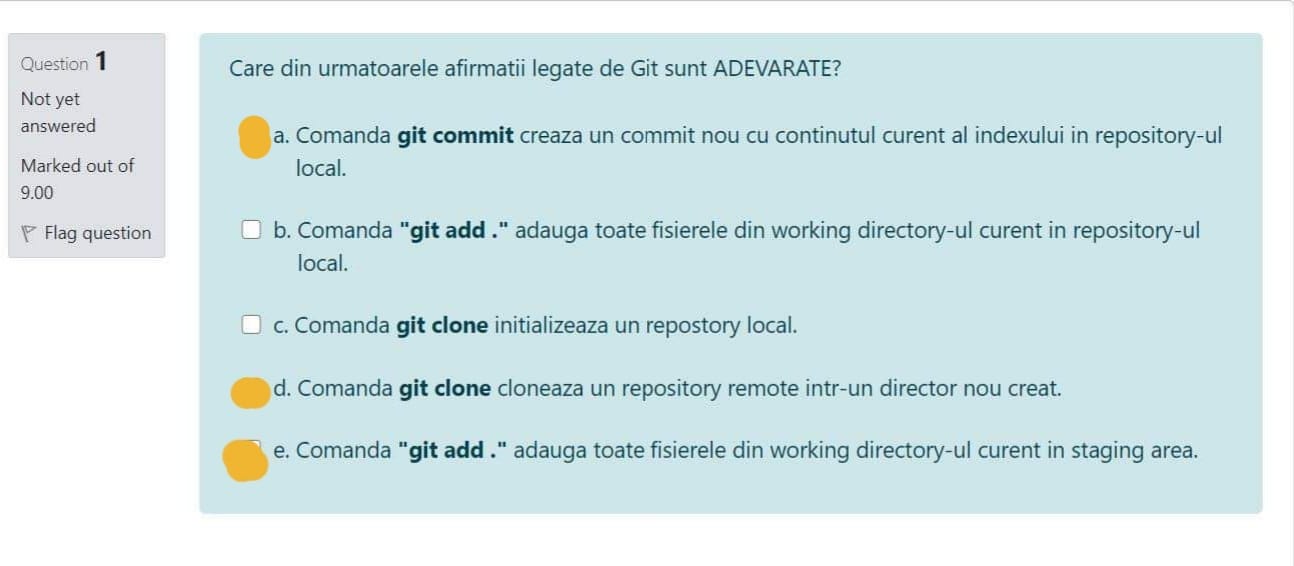 Question 1
Not yet
answered
Marked out of
9.00
Flag question
Care din urmatoarele afirmatii legate de Git sunt ADEVARATE?
a. Comanda git commit creaza un commit nou cu continutul curent al indexului in repository-ul
local.
b. Comanda "git add ." adauga toate fisierele din working directory-ul curent in repository-ul
local.
c. Comanda git clone initializeaza un repostory local.
d. Comanda git clone cloneaza un repository remote intr-un director nou creat.
e. Comanda "git add ." adauga toate fisierele din working directory-ul curent in staging area.